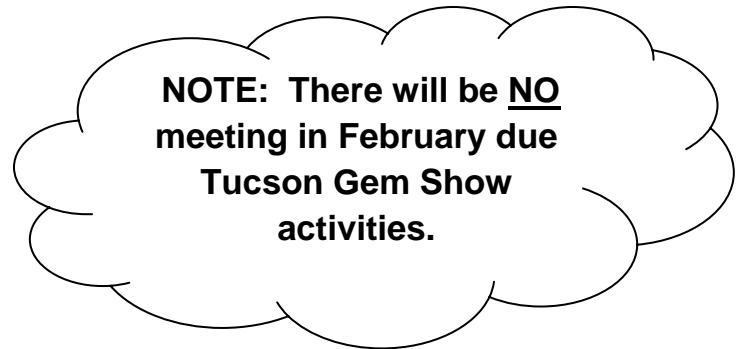 NOTE:  There will be NO
meeting in February due
Tucson Gem Show
activities.